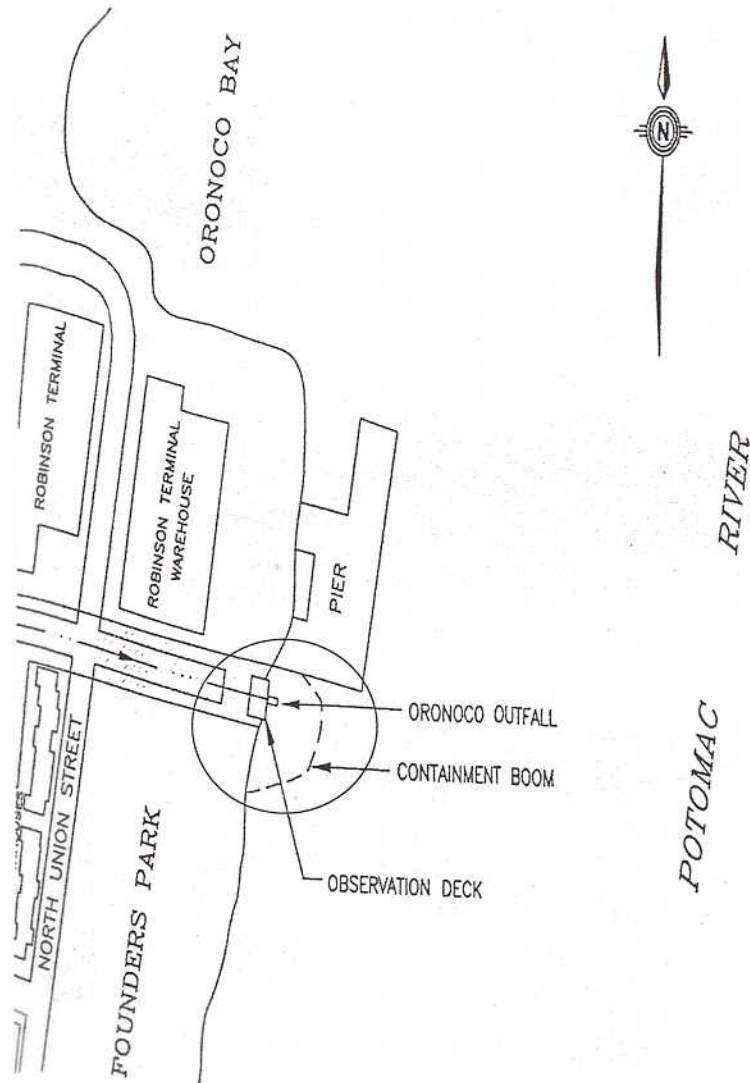 ORONOCO BAY
N
ROBINSON TERMINAL
ROBINSON TERMINAL
WAREHOUSE
PIER
RIVER
ORONOCO OUTFALL
CONTAINMENT BOOM
POTOMAC
OBSERVATION DECK
NORTH UNION STREET
FOUNDERS PARK